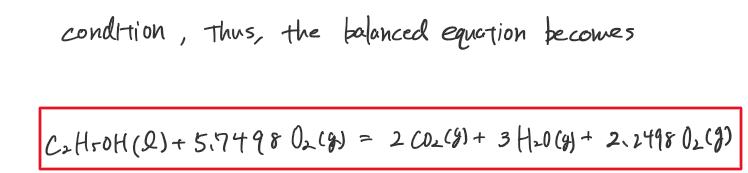 condition, Thus, the balanced equation becomes
C₂H₅OH(l) + 5.7498 O₂(g) = 2 CO₂(g) + 3 H₂O(g) + 2.2498 O₂(g)